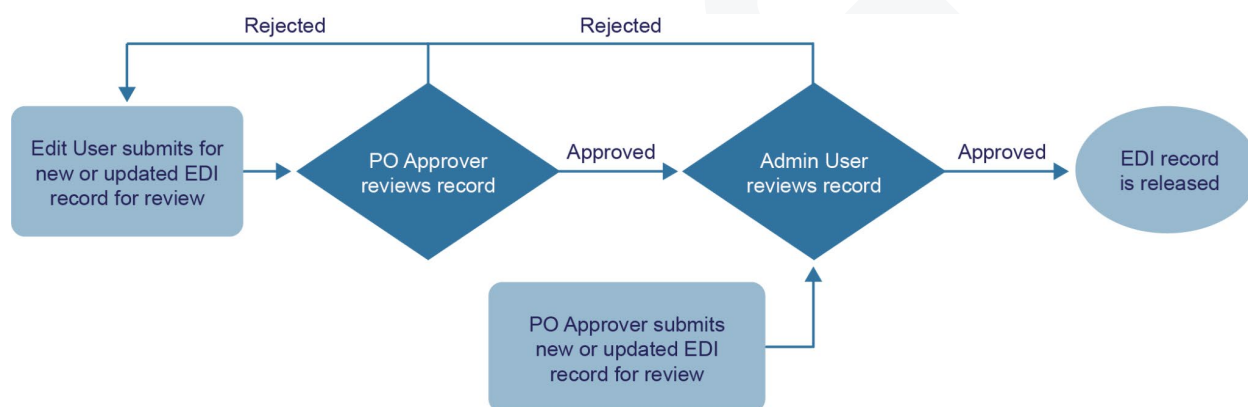 Rejected
Rejected
Edit User submits for
new or updated EDI
record for review
PO Approver
reviews record
Approved
Admin User
reviews record
Approved
EDI record
is released
PO Approver submits
new or updated EDI
record for review